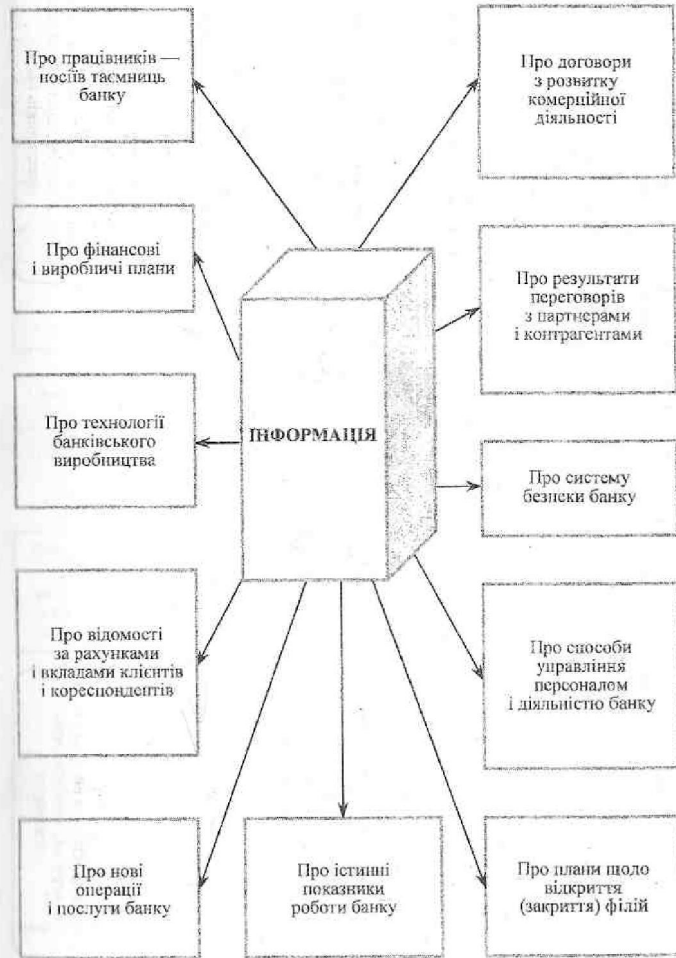 Про працівників —
носіїв таємниць
банку
Про договори
з розвитку
комерційної
діяльності
Про фінансові
і виробничі плани
Про результати
переговорів
з партнерами
і контрагентами
Про технології
банківського
виробництва
ІНФОРМАЦІЯ
Про систему
безпеки банку
Про відомості
за рахунками
і вкладами клієнтів
і кореспондентів
Про способи
управління
персоналом
і діяльністю банку
Про нові
операції
і послуги банку
Про істинні
показники
роботи банку
Про плани щодо
відкриття
(закриття) філій